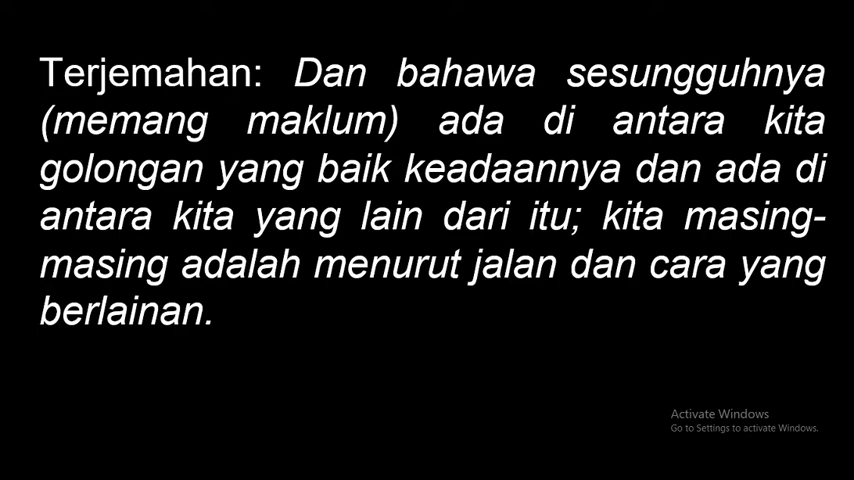 Terjemahan: Dan bahawa sesungguhnya
(memang maklum) ada di antara kita
golongan yang baik keadaannya dan ada di
antara kita yang lain dari itu; kita masing-
masing adalah menurut jalan dan cara yang
berlainan.
Activate Windows
Go to Settings to activate Windows.